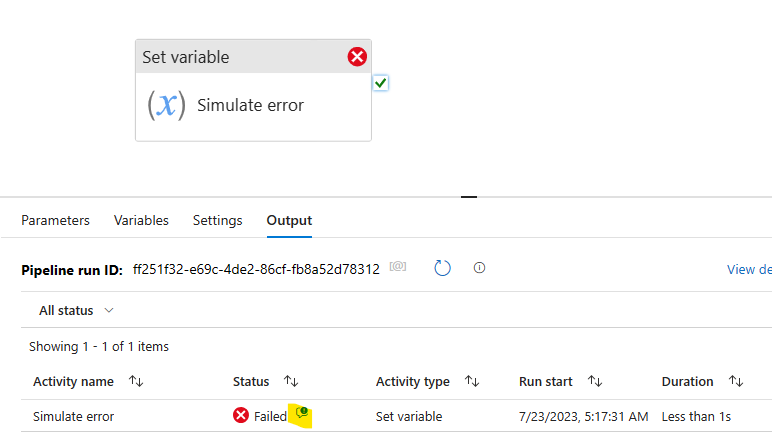 Set variable
(x) Simulate error
Parameters Variables Settings Output
Pipeline run ID: ff251f32-e69c-4de2-86cf-fb8a52d78312 [@]
View de
All status
Showing 1 - 1 of 1 items
Activity name Status Activity type Run start Duration
Simulate error Failed Set variable 7/23/2023, 5:17:31 AM Less than 1s